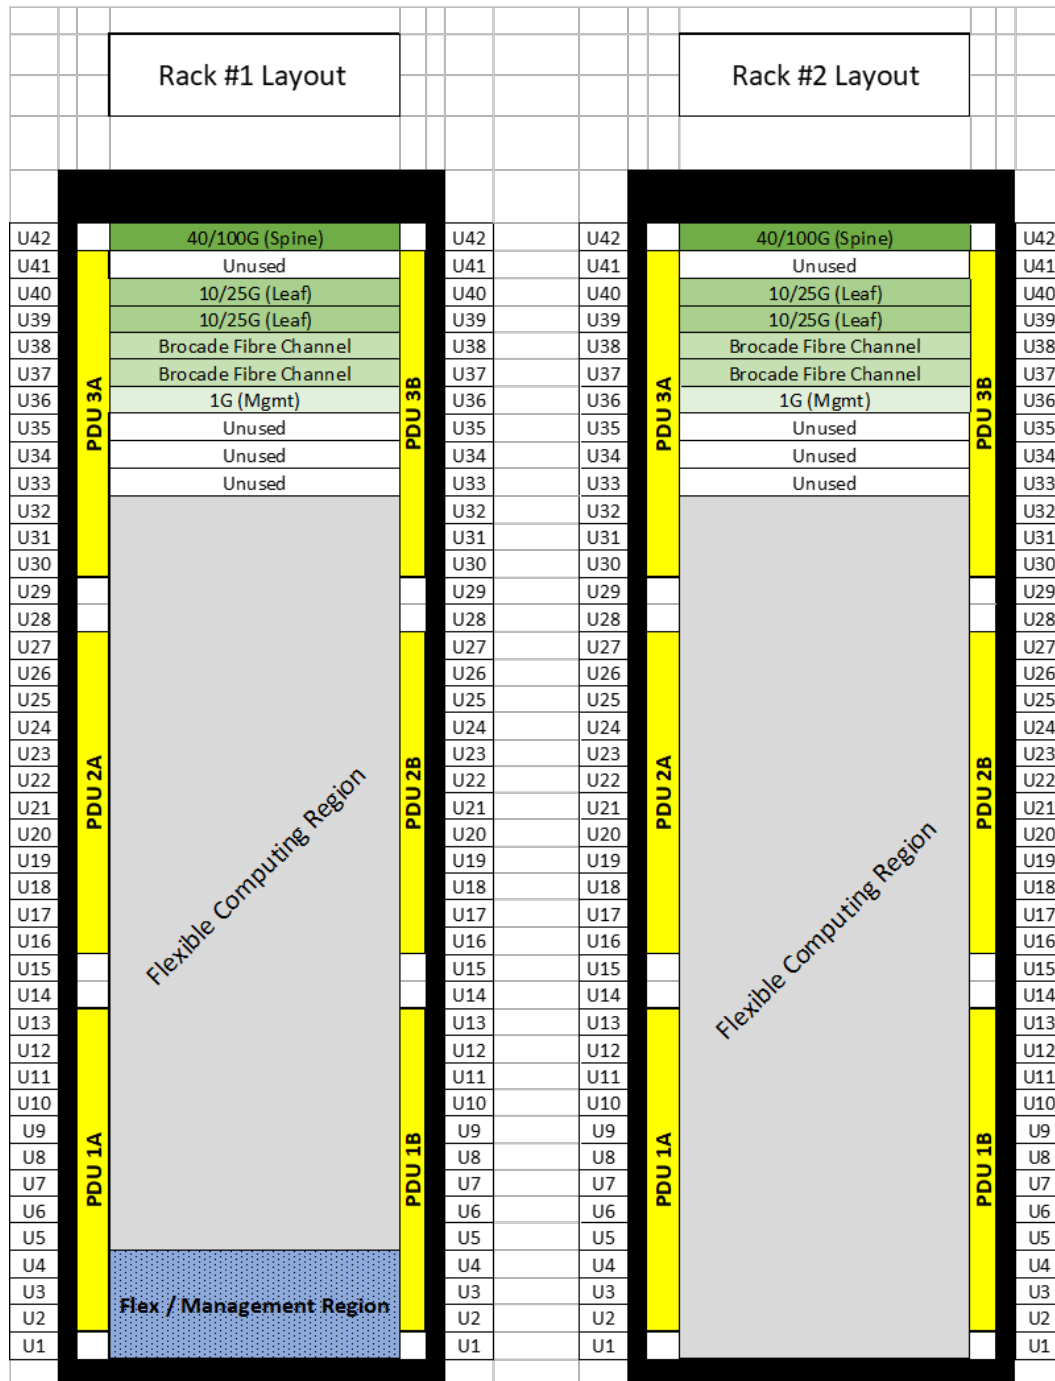 Rack #1 Layout Rack #2 Layout
U42 40/100G (Spine) U42 U42 40/100G (Spine) U42
U41 Unused U41 U41 Unused U41
U40 10/25G (Leaf) U40 U40 10/25G (Leaf) U40
U39 10/25G (Leaf) U39 U39 10/25G (Leaf) U39
U38 Brocade Fibre Channel U38 U38 Brocade Fibre Channel U38
U37 Brocade Fibre Channel U37 U37 Brocade Fibre Channel U37
U36 1G (Mgmt) U36 U36 1G (Mgmt) U36
PDU 3A PDU 3B PDU 3A PDU 3B
U35 Unused U35 U35 Unused U35
U34 Unused U34 U34 Unused U34
U33 Unused U33 U33 Unused U33
U32 U32 U32 U32
U31 U31 U31 U31
U30 U30 U30 U30
U29 U29 U29 U29
U28 U28 U28 U28
U27 U27 U27 U27
U26 U26 U26 U26
U25 U25 U25 U25
U24 U24 U24 U24
U23 U23 U23 U23
U22 U22 U22 U22
PDU 2A PDU 2B PDU 2A PDU 2B
U21 U21 U21 U21
U20 U20 U20 U20
U19 U19 U19 U19
Flexible Computing Region Flexible Computing Region
U18 U18 U18 U18
U17 U17 U17 U17
U16 U16 U16 U16
U15 U15 U15 U15
U14 U14 U14 U14
U13 U13 U13 U13
U12 U12 U12 U12
U11 U11 U11 U11
U10 U10 U10 U10
U9 U9 U9 U9
U8 U8 U8 U8
PDU 1A PDU 1B PDU 1A PDU 1B
U7 U7 U7 U7
U6 U6 U6 U6
U5 U5 U5 U5
U4 U4 U4 U4
U3 U3 U3 U3
Flex / Management Region
U2 U2 U2 U2
U1 U1 U1 U1